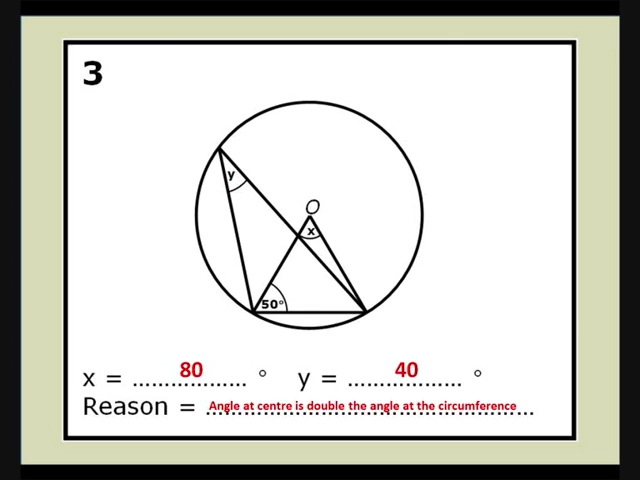 3
y
O
x
50°
x = 80 ° y = 40 °
Reason = Angle at centre is double the angle at the circumference